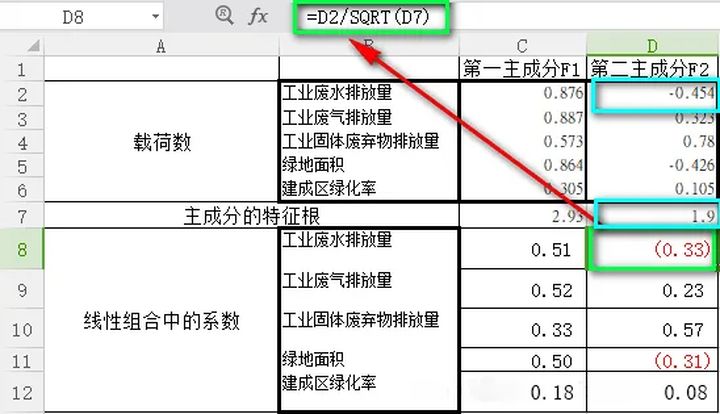 D8 fx =D2/SQRT(D7)
A B C D
1 第一主成分F1 第二主成分F2
2 载荷数 工业废水排放量 0.876 -0.454
3 工业废气排放量 0.887 0.323
4 工业固体废弃物排放量 0.573 0.78
5 绿地面积 0.864 -0.426
6 建成区绿化率 0.305 0.105
7 主成分的特征根 2.93 1.9
8 线性组合中的系数 工业废水排放量 0.51 (0.33)
9 工业废气排放量 0.52 0.23
10 工业固体废弃物排放量 0.33 0.57
11 绿地面积 0.50 (0.31)
12 建成区绿化率 0.18 0.08